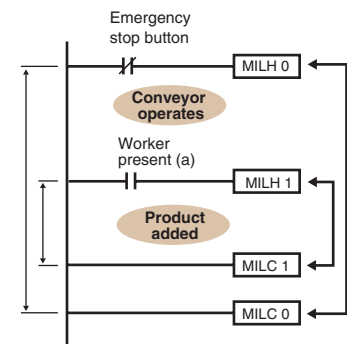 Emergency
stop button
MILH 0
Conveyor
operates
Worker
present (a)
MILH 1
Product
added
MILC 1
MILC 0